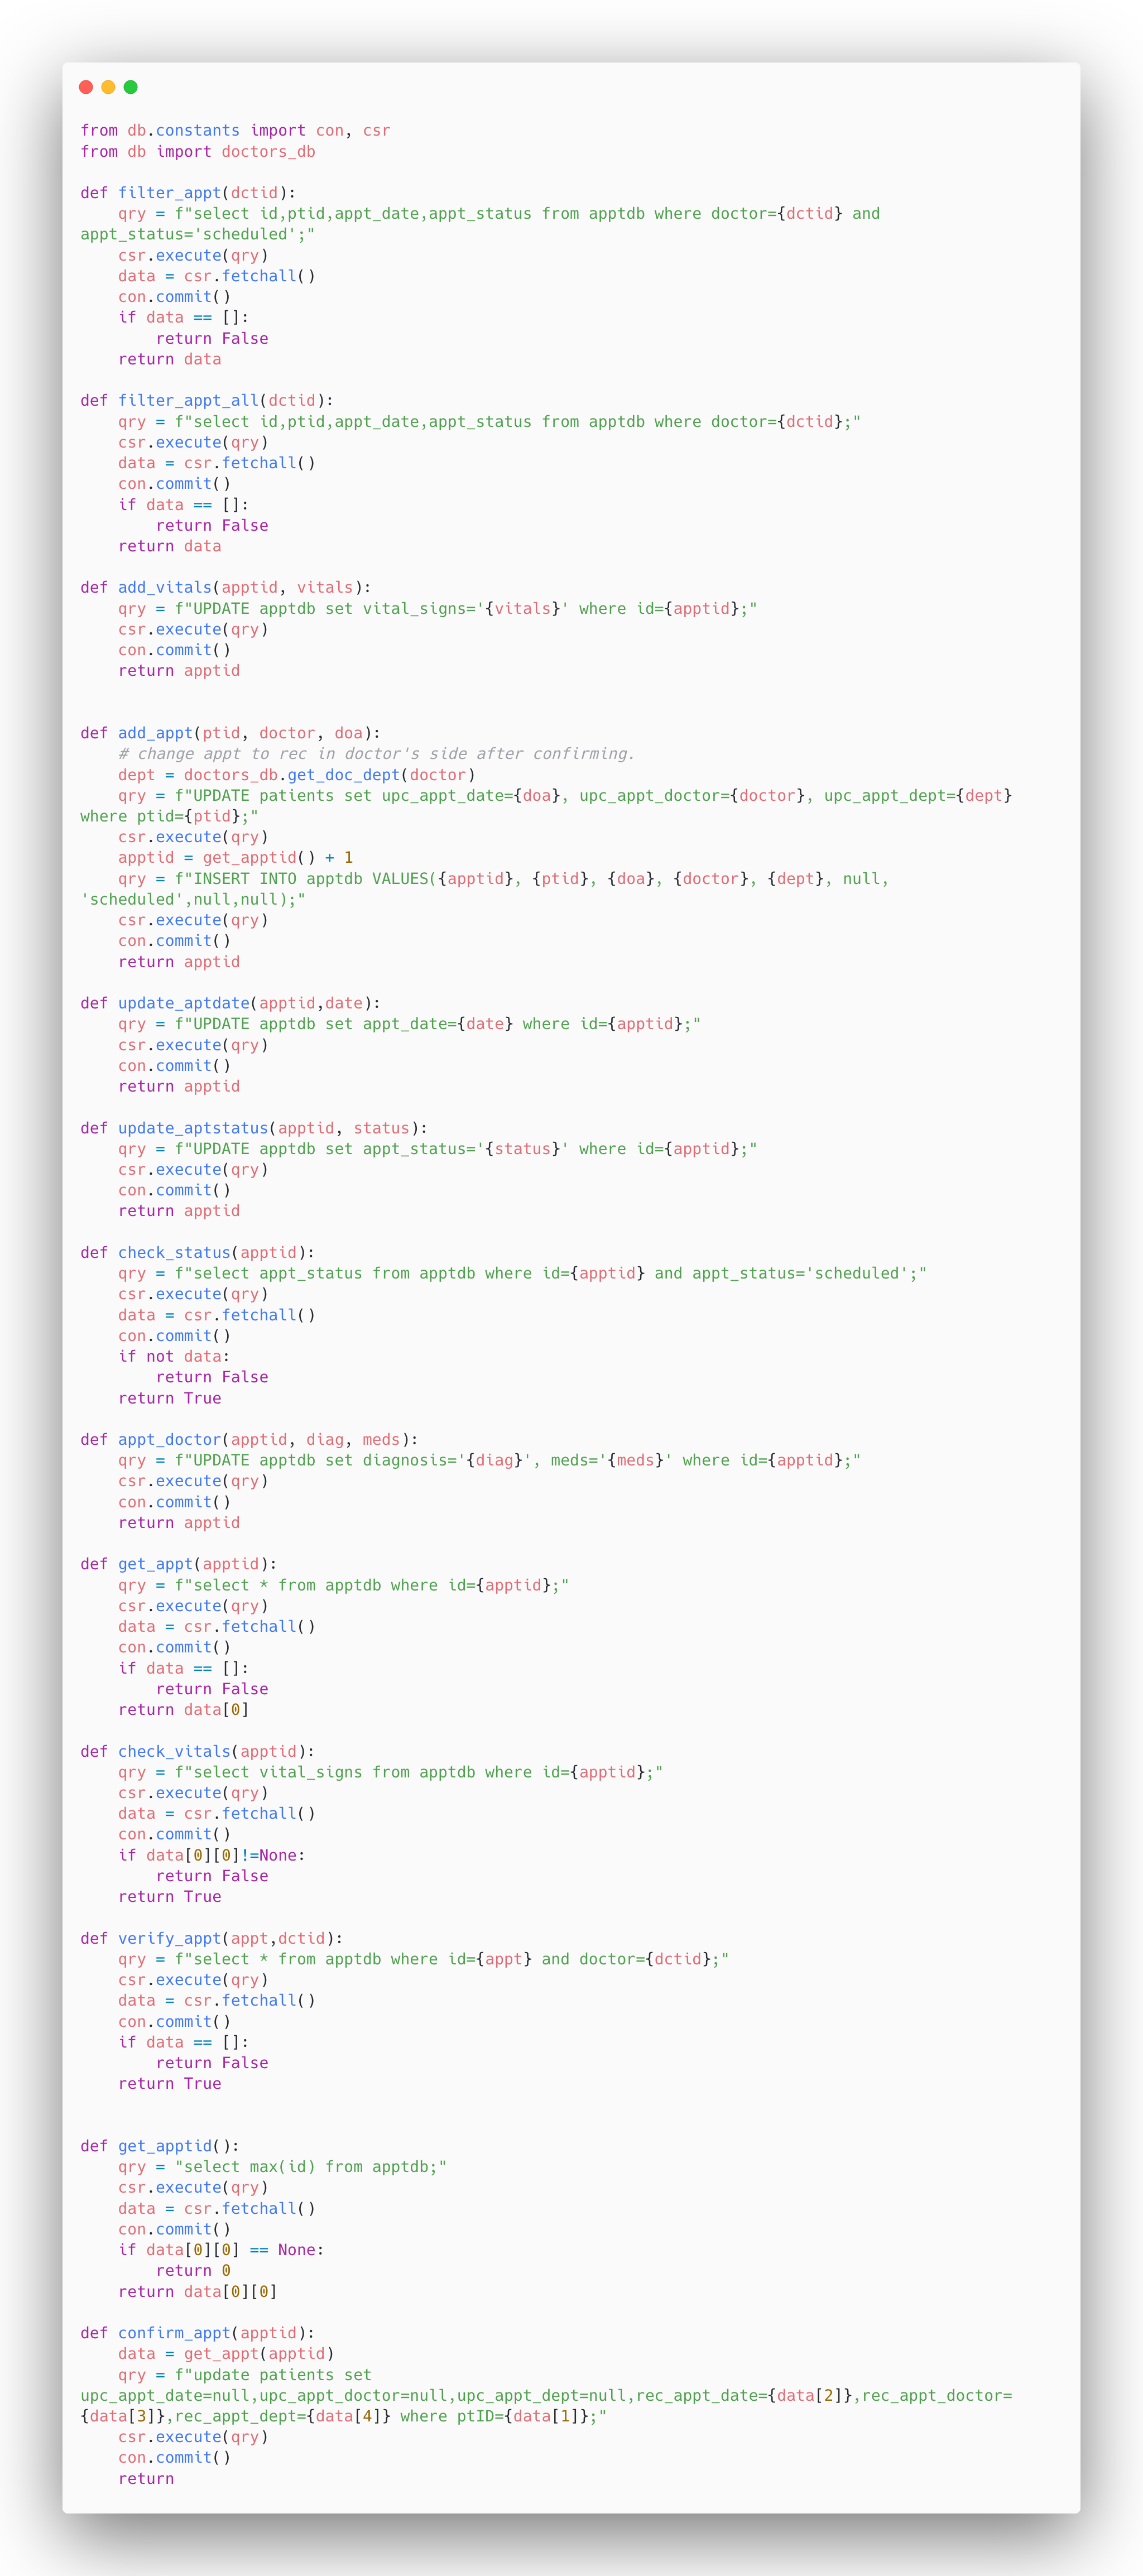 from db.constants import con, csr
from db import doctors_db

def filter_appt(dctid):
    qry = f"select id,ptid,appt_date,appt_status from apptdb where doctor={dctid} and
appt_status='scheduled';"
    csr.execute(qry)
    data = csr.fetchall()
    con.commit()
    if data == []:
        return False
    return data

def filter_appt_all(dctid):
    qry = f"select id,ptid,appt_date,appt_status from apptdb where doctor={dctid};"
    csr.execute(qry)
    data = csr.fetchall()
    con.commit()
    if data == []:
        return False
    return data

def add_vitals(apptid, vitals):
    qry = f"UPDATE apptdb set vital_signs='{vitals}' where id={apptid};"
    csr.execute(qry)
    con.commit()
    return apptid


def add_appt(ptid, doctor, doa):
    # change appt to rec in doctor's side after confirming.
    dept = doctors_db.get_doc_dept(doctor)
    qry = f"UPDATE patients set upc_appt_date={doa}, upc_appt_doctor={doctor}, upc_appt_dept={dept}
where ptid={ptid};"
    csr.execute(qry)
    apptid = get_apptid() + 1
    qry = f"INSERT INTO apptdb VALUES({apptid}, {ptid}, {doa}, {doctor}, {dept}, null,
'scheduled',null,null);"
    csr.execute(qry)
    con.commit()
    return apptid

def update_aptdate(apptid,date):
    qry = f"UPDATE apptdb set appt_date={date} where id={apptid};"
    csr.execute(qry)
    con.commit()
    return apptid

def update_aptstatus(apptid, status):
    qry = f"UPDATE apptdb set appt_status='{status}' where id={apptid};"
    csr.execute(qry)
    con.commit()
    return apptid

def check_status(apptid):
    qry = f"select appt_status from apptdb where id={apptid} and appt_status='scheduled';"
    csr.execute(qry)
    data = csr.fetchall()
    con.commit()
    if not data:
        return False
    return True

def appt_doctor(apptid, diag, meds):
    qry = f"UPDATE apptdb set diagnosis='{diag}', meds='{meds}' where id={apptid};"
    csr.execute(qry)
    con.commit()
    return apptid

def get_appt(apptid):
    qry = f"select * from apptdb where id={apptid};"
    csr.execute(qry)
    data = csr.fetchall()
    con.commit()
    if data == []:
        return False
    return data[0]

def check_vitals(apptid):
    qry = f"select vital_signs from apptdb where id={apptid};"
    csr.execute(qry)
    data = csr.fetchall()
    con.commit()
    if data[0][0]!=None:
        return False
    return True

def verify_appt(appt,dctid):
    qry = f"select * from apptdb where id={appt} and doctor={dctid};"
    csr.execute(qry)
    data = csr.fetchall()
    con.commit()
    if data == []:
        return False
    return True


def get_apptid():
    qry = "select max(id) from apptdb;"
    csr.execute(qry)
    data = csr.fetchall()
    con.commit()
    if data[0][0] == None:
        return 0
    return data[0][0]

def confirm_appt(apptid):
    data = get_appt(apptid)
    qry = f"update patients set
upc_appt_date=null,upc_appt_doctor=null,upc_appt_dept=null,rec_appt_date={data[2]},rec_appt_doctor=
{data[3]},rec_appt_dept={data[4]} where ptID={data[1]};"
    csr.execute(qry)
    con.commit()
    return